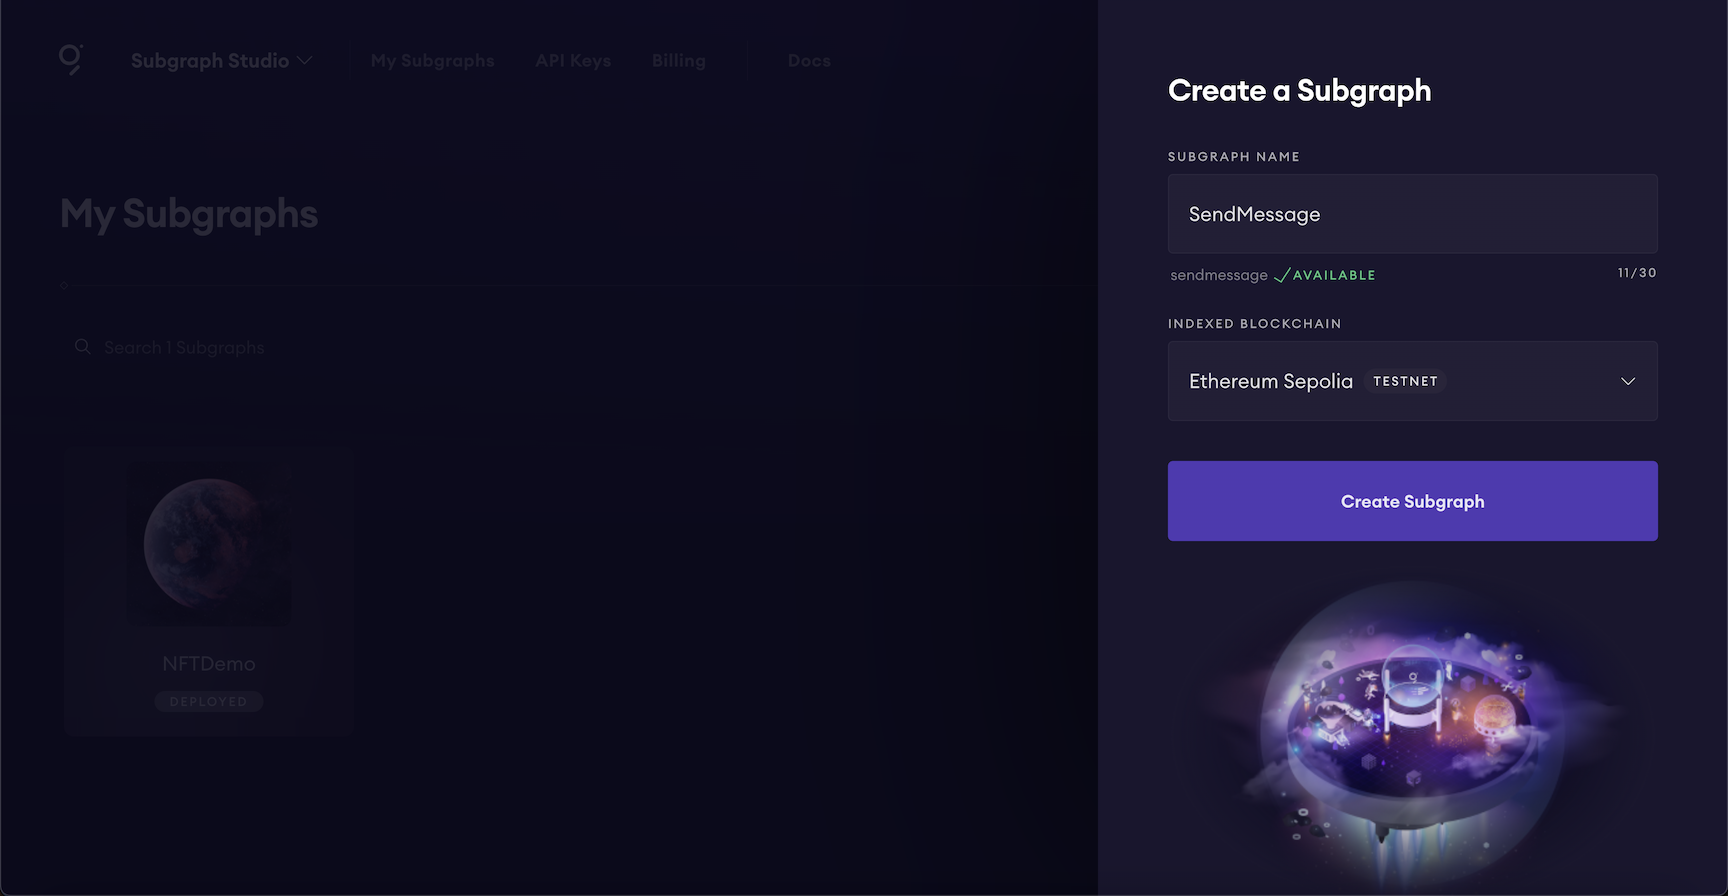 Subgraph Studio
My Subgraphs
API Keys
Billing
Docs
My Subgraphs
Search 1 Subgraphs
NFTDemo
DEPLOYED
Create a Subgraph
SUBGRAPH NAME
SendMessage
sendmessage AVAILABLE
11/30
INDEXED BLOCKCHAIN
Ethereum Sepolia TESTNET
Create Subgraph